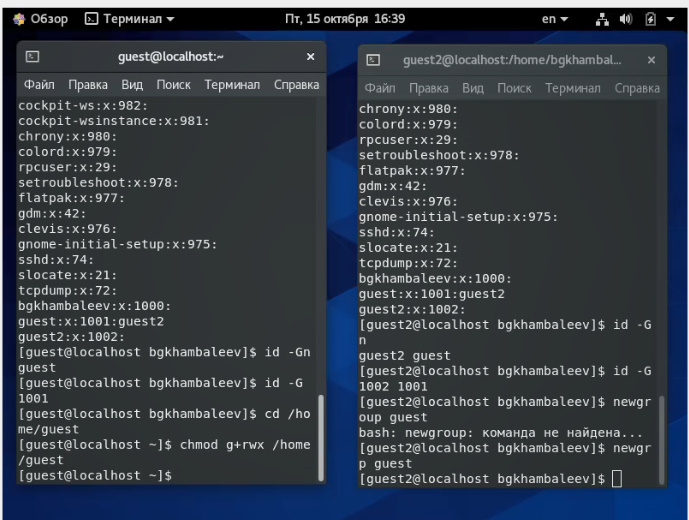 Обзор Терминал Пт, 15 октября 16:39 en
guest@localhost:~ ×
Файл Правка Вид Поиск Терминал Справка
cockpit-ws:x:982:
cockpit-wsinstance:x:981:
chrony:x:980:
colord:x:979:
rpcuser:x:29:
setroubleshoot:x:978:
flatpak:x:977:
gdm:x:42:
clevis:x:976:
gnome-initial-setup:x:975:
sshd:x:74:
slocate:x:21:
tcpdump:x:72:
bgkhambaleev:x:1000:
guest:x:1001:guest2
guest2:x:1002:
[guest@localhost bgkhambaleev]$ id -Gn
guest
[guest@localhost bgkhambaleev]$ id -G
1001
[guest@localhost bgkhambaleev]$ cd /ho
me/guest
[guest@localhost ~]$ chmod g+rwx /home
/guest
[guest@localhost ~]$
guest2@localhost:/home/bgkhambal... ×
Файл Правка Вид Поиск Терминал Справка
chrony:x:980:
colord:x:979:
rpcuser:x:29:
setroubleshoot:x:978:
flatpak:x:977:
gdm:x:42:
clevis:x:976:
gnome-initial-setup:x:975:
sshd:x:74:
slocate:x:21:
tcpdump:x:72:
bgkhambaleev:x:1000:
guest:x:1001:guest2
guest2:x:1002:
[guest2@localhost bgkhambaleev]$ id -G
n
guest2 guest
[guest2@localhost bgkhambaleev]$ id -G
1002 1001
[guest2@localhost bgkhambaleev]$ newgr
oup guest
bash: newgroup: команда не найдена...
[guest2@localhost bgkhambaleev]$ newgr
p guest
[guest2@localhost bgkhambaleev]$